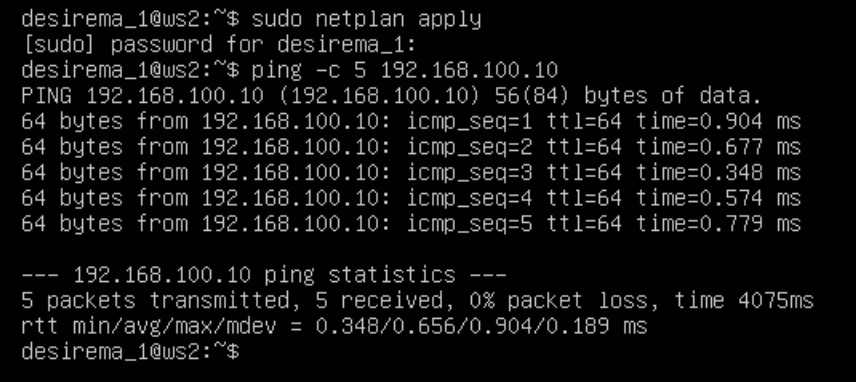 desirema_1@ws2:~$ sudo netplan apply
[sudo] password for desirema_1:
desirema_1@ws2:~$ ping -c 5 192.168.100.10
PING 192.168.100.10 (192.168.100.10) 56(84) bytes of data.
64 bytes from 192.168.100.10: icmp_seq=1 ttl=64 time=0.904 ms
64 bytes from 192.168.100.10: icmp_seq=2 ttl=64 time=0.677 ms
64 bytes from 192.168.100.10: icmp_seq=3 ttl=64 time=0.348 ms
64 bytes from 192.168.100.10: icmp_seq=4 ttl=64 time=0.574 ms
64 bytes from 192.168.100.10: icmp_seq=5 ttl=64 time=0.779 ms
--- 192.168.100.10 ping statistics ---
5 packets transmitted, 5 received, 0% packet loss, time 4075ms
rtt min/avg/max/mdev = 0.348/0.656/0.904/0.189 ms
desirema_1@ws2:~$